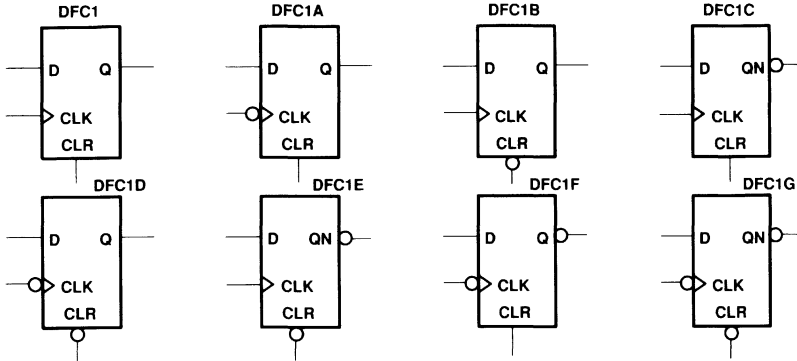 DFC1 DFC1A DFC1B DFC1C
D Q D Q D Q D QN
CLK CLK CLK CLK
CLR CLR CLR CLR
DFC1D DFC1E DFC1F DFC1G
D Q D QN D Q D QN
CLK CLK CLK CLK
CLR CLR CLR CLR